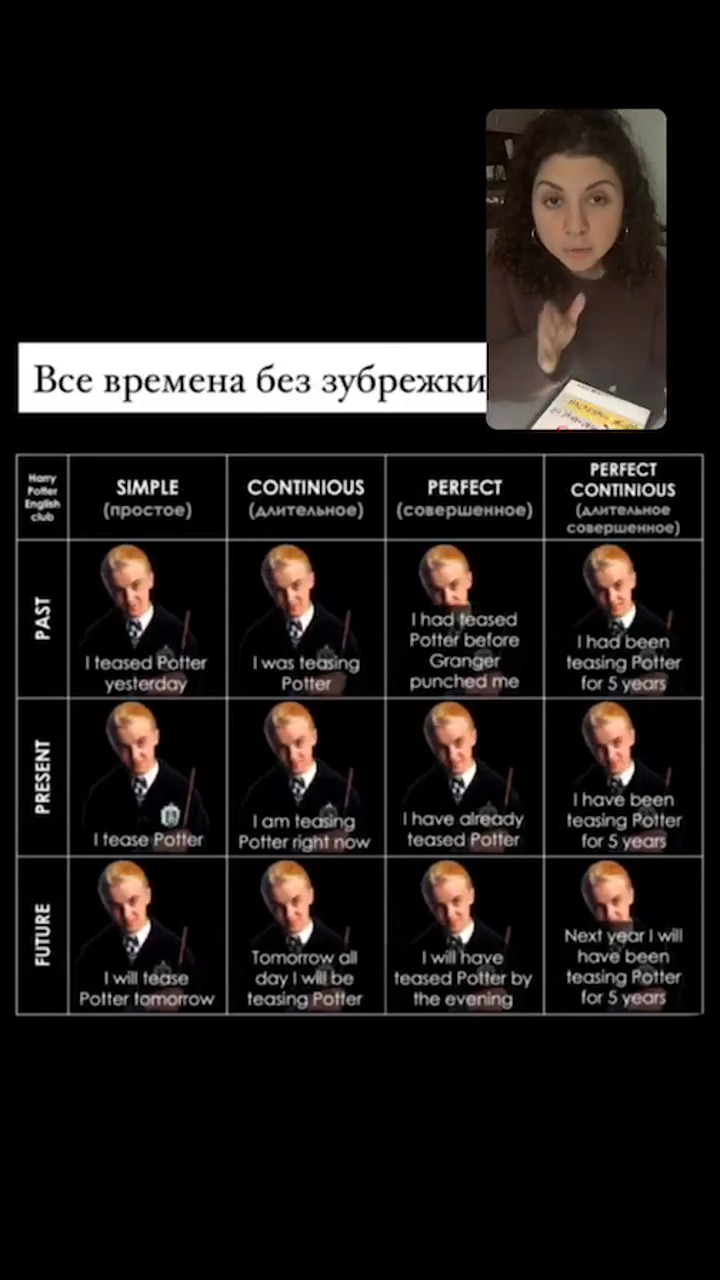 Все времена без зубрежки
Harry
Potter
English
club
SIMPLE
(простое)
CONTINIOUS
(длительное)
PERFECT
(совершенное)
PERFECT
CONTINIOUS
(длительное
совершенное)
PAST
I teased Potter
yesterday
I was teasing
Potter
I had teased
Potter before
Granger
punched me
I had been
teasing Potter
for 5 years
PRESENT
I tease Potter
I am teasing
Potter right now
I have already
teased Potter
I have been
teasing Potter
for 5 years
FUTURE
I will tease
Potter tomorrow
Tomorrow all
day I will be
teasing Potter
I will have
teased Potter by
the evening
Next year I will
have been
teasing Potter
for 5 years